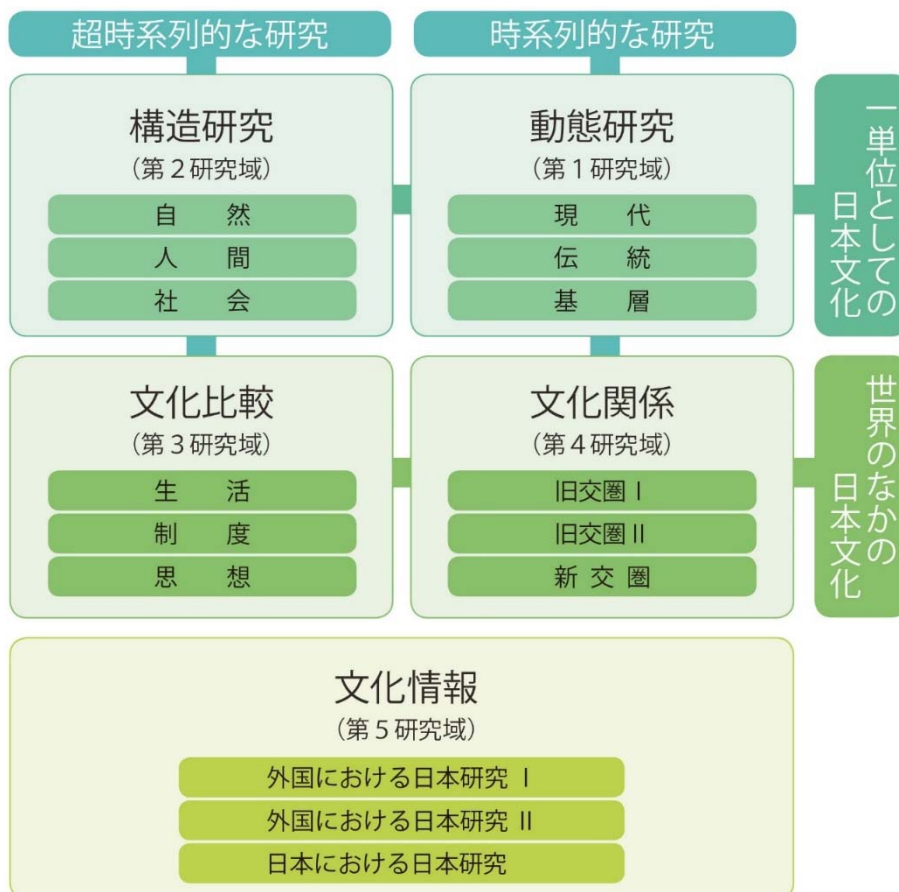 超時系列的な研究
時系列的な研究
構造研究
（第２研究域）
自　然
人　間
社　会
動態研究
（第１研究域）
現　代
伝　統
基　層
一単位としての
日本文化
文化比較
（第３研究域）
生　活
制　度
思　想
文化関係
（第４研究域）
旧交圏Ⅰ
旧交圏Ⅱ
新 交 圏
世界のなかの
日本文化
文化情報
（第５研究域）
外国における日本研究 Ⅰ
外国における日本研究 Ⅱ
日本における日本研究